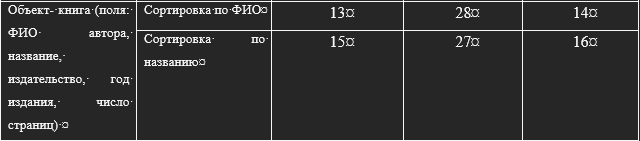 Объект- книга (поля: ФИО автора, название, издательство, год издания, число страниц)¤
Сортировка по ФИО¤ 13¤ 28¤ 14¤
Сортировка по названию¤ 15¤ 27¤ 16¤